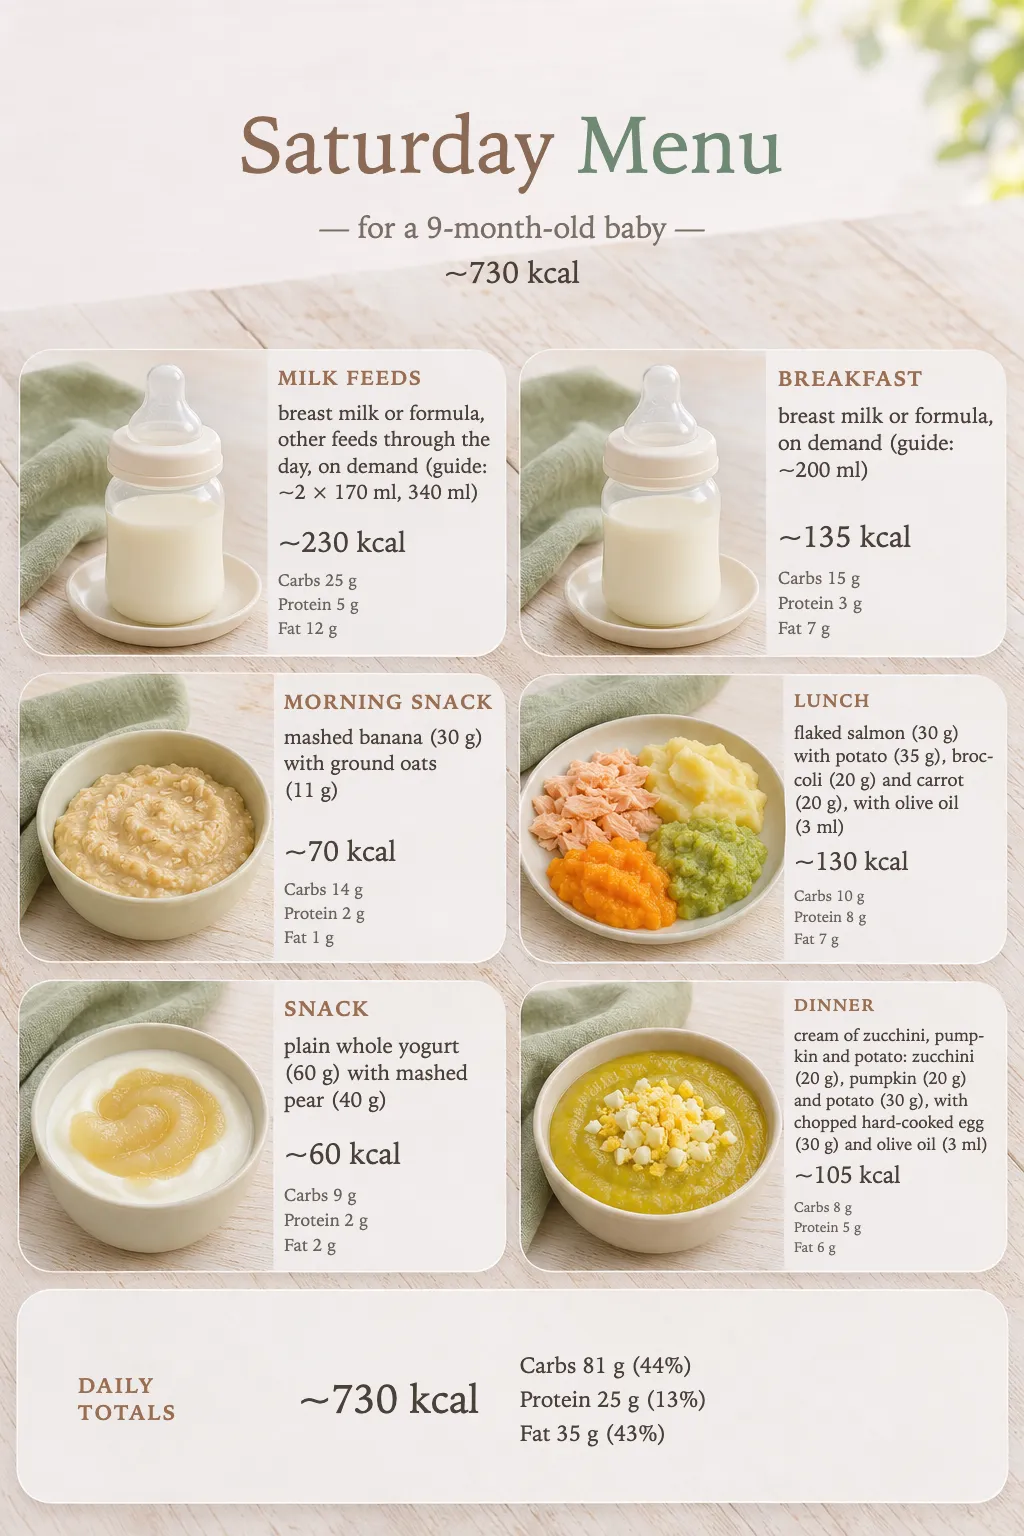 Saturday Menu
— for a 9-month-old baby —
~730 kcal
MILK FEEDS
breast milk or formula,
other feeds through the
day, on demand (guide:
~2 × 170 ml, 340 ml)
~230 kcal
Carbs 25 g
Protein 5 g
Fat 12 g
BREAKFAST
breast milk or formula,
on demand (guide:
~200 ml)
~135 kcal
Carbs 15 g
Protein 3 g
Fat 7 g
MORNING SNACK
mashed banana (30 g)
with ground oats
(11 g)
~70 kcal
Carbs 14 g
Protein 2 g
Fat 1 g
LUNCH
flaked salmon (30 g)
with potato (35 g), broc-
coli (20 g) and carrot
(20 g), with olive oil
(3 ml)
~130 kcal
Carbs 10 g
Protein 8 g
Fat 7 g
SNACK
plain whole yogurt
(60 g) with mashed
pear (40 g)
~60 kcal
Carbs 9 g
Protein 2 g
Fat 2 g
DINNER
cream of zucchini, pump-
kin and potato: zucchini
(20 g), pumpkin (20 g)
and potato (30 g), with
chopped hard-cooked egg
(30 g) and olive oil (3 ml)
~105 kcal
Carbs 8 g
Protein 5 g
Fat 6 g
DAILY
TOTALS
~730 kcal
Carbs 81 g (44%)
Protein 25 g (13%)
Fat 35 g (43%)